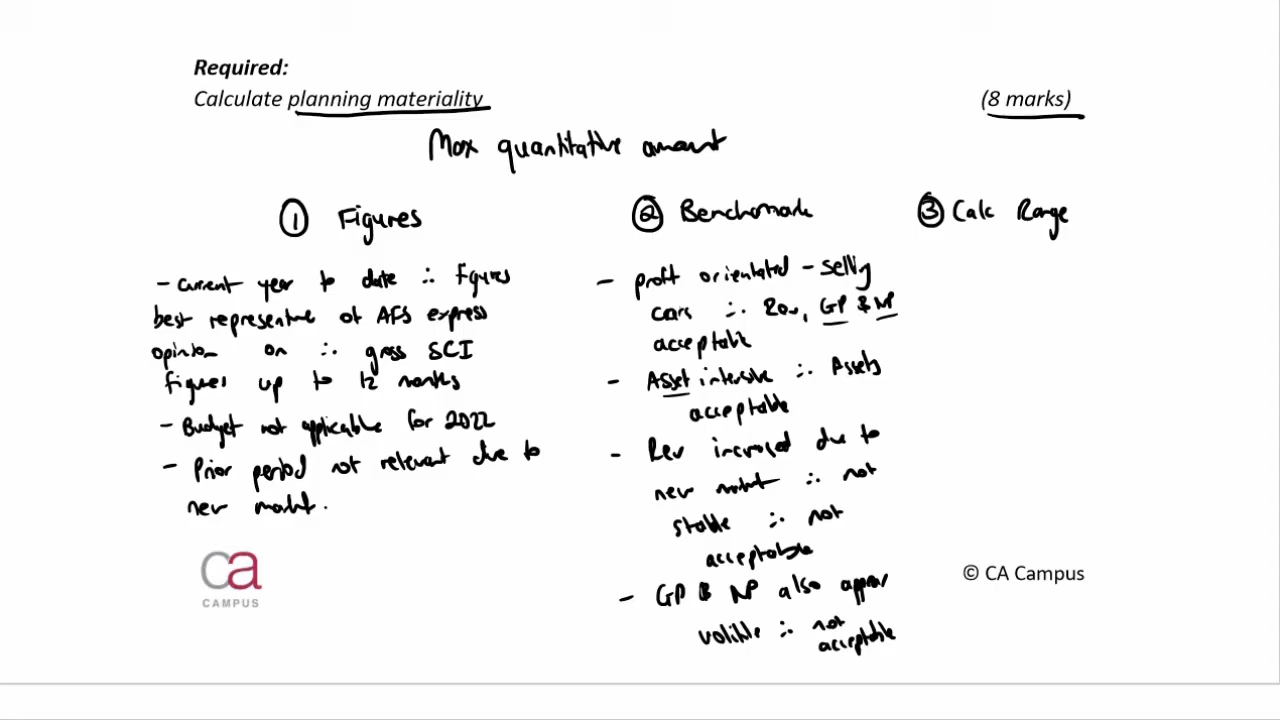 Required:
Calculate planning materiality (8 marks)
Max quantitative amount
① Figures
- Current year to date ∴ figures
best representive of AFS express
opinion on ∴ gross SCI
figures up to 12 months
- Budget not applicable for 2022
- Prior period not relevant due to
new market.
② Benchmark
- profit orientated - selling
cars ∴ Rev, GP & NP
acceptable
- Asset intensive ∴ Assets
acceptable
- Rev increased due to
new market ∴ not
stable ∴ not
acceptable
- GP & NP also appear
∴ not
acceptable
③ Calc Range
ca
CAMPUS
© CA Campus